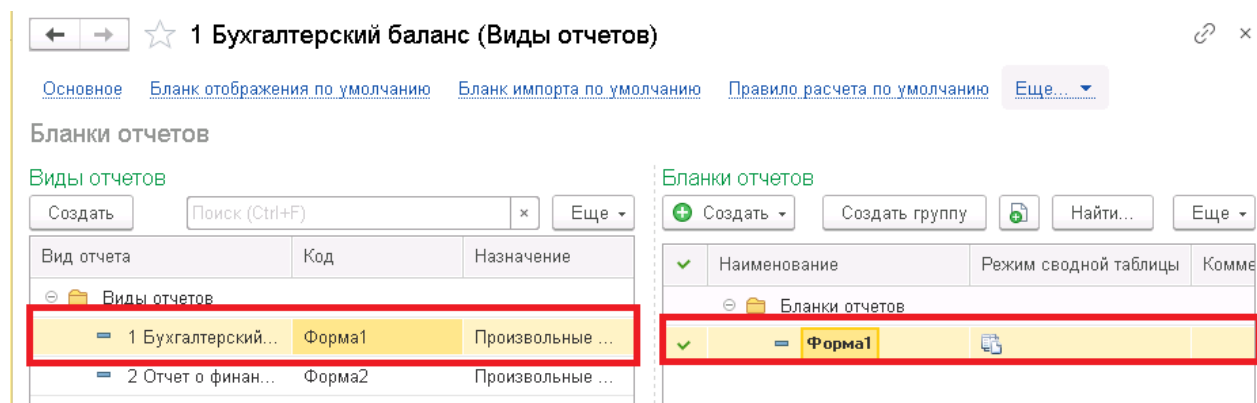 1 Бухгалтерский баланс (Виды отчетов)
Основное Бланк отображения по умолчанию Бланк импорта по умолчанию Правило расчета по умолчанию Еще...
Бланки отчетов
Виды отчетов
Создать Поиск (Ctrl+F) × Еще
Вид отчета Код Назначение
Виды отчетов
1 Бухгалтерский... Форма1 Произвольные ...
2 Отчет о финан... Форма2 Произвольные ...
Бланки отчетов
Создать Создать группу Найти... Еще
Наименование Режим сводной таблицы Комме
Бланки отчетов
Форма1